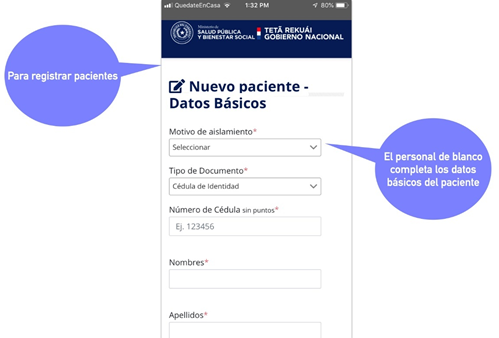 QuedateEnCasa 1:32 PM 80%
Ministerio de
SALUD PÚBLICA
Y BIENESTAR SOCIAL
TETÃ REKUÁI
GOBIERNO NACIONAL
Para registrar pacientes
Nuevo paciente -
Datos Básicos
Motivo de aislamiento*
Seleccionar
El personal de blanco
completa los datos
básicos del paciente
Tipo de Documento*
Cédula de Identidad
Número de Cédula sin puntos*
Ej. 123456
Nombres*
Apellidos*